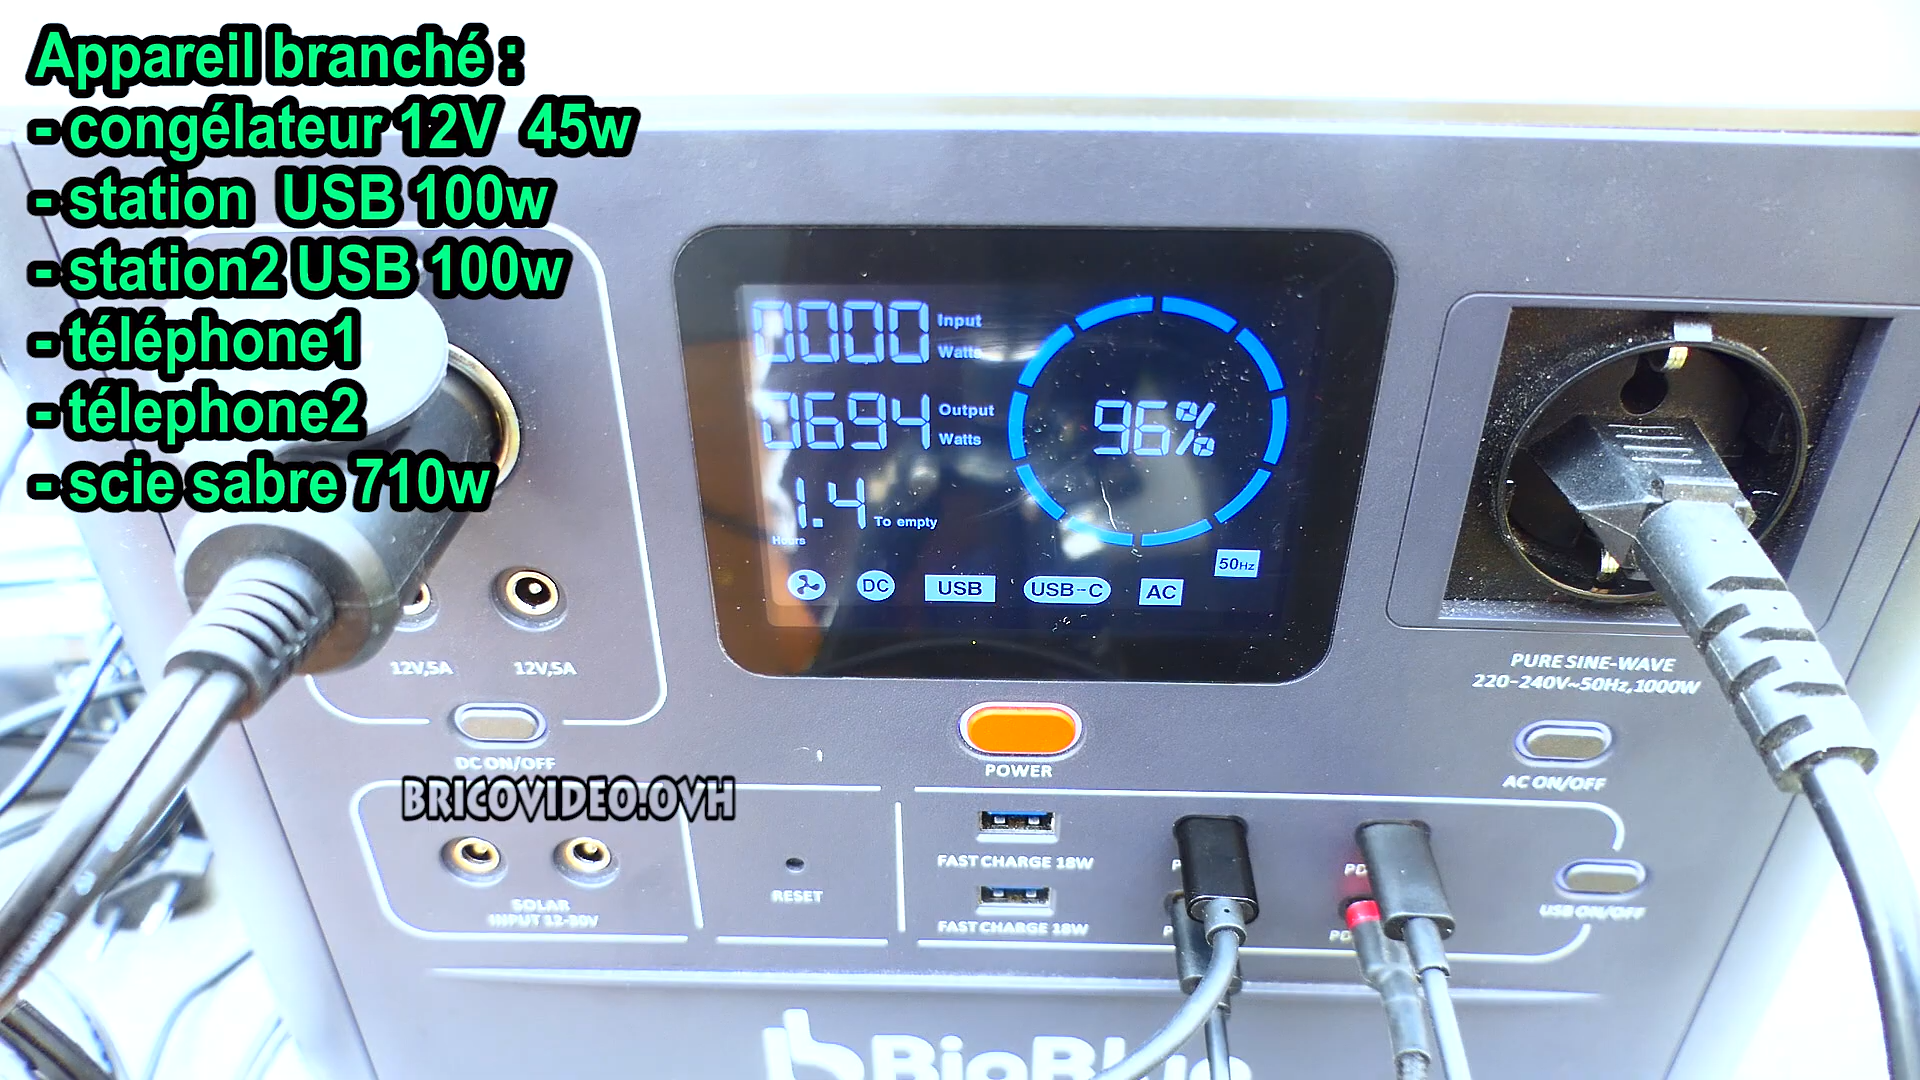 Appareil branché :
- congélateur 12V  45w
- station  USB 100w
- station2 USB 100w
- téléphone1
- télephone2
- scie sabre 710w
0000 Input Watts
0694 Output Watts
1.4 To empty
Hours
96%
50Hz
DC USB USB-C AC
12V,5A 12V,5A
DC ON/OFF
POWER
PURE SINE-WAVE
220-240V~50Hz,1000W
AC ON/OFF
BRICOVIDEO.OVH
SOLAR
INPUT 12-30V
RESET
FAST CHARGE 18W
FAST CHARGE 18W
USB ON/OFF
BigBlue